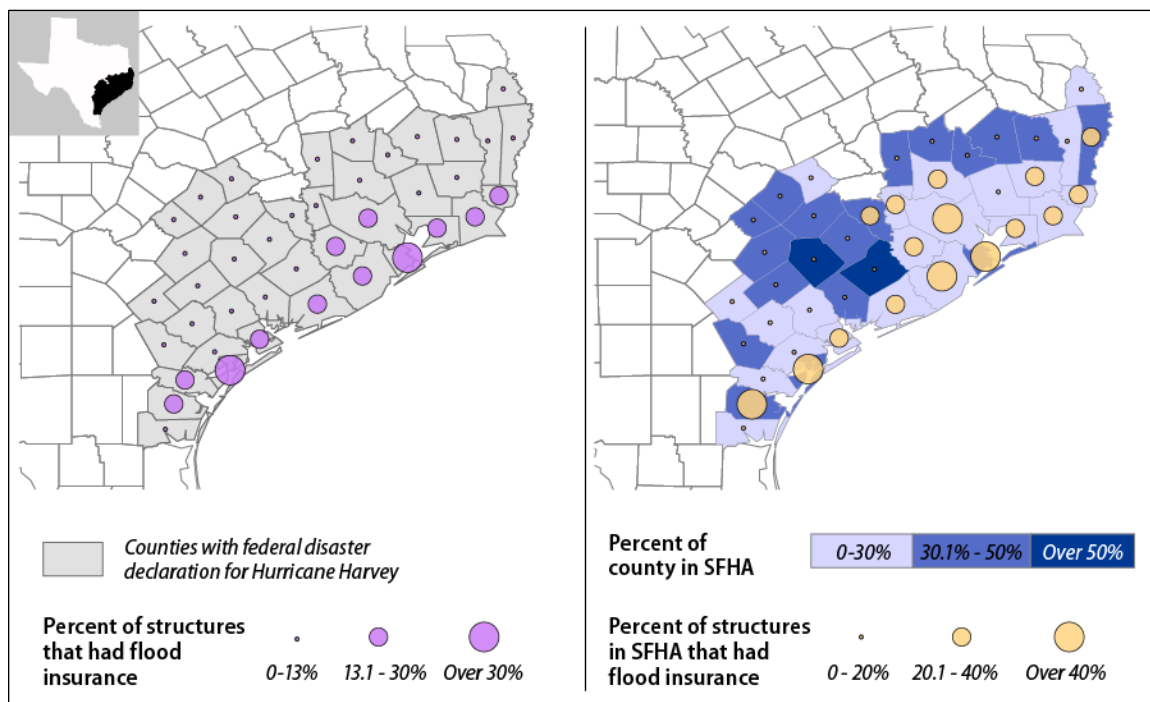 Counties with federal disaster
declaration for Hurricane Harvey
Percent of structures
that had flood
insurance
0-13%
13.1 - 30%
Over 30%
Percent of
county in SFHA
0-30%
30.1% - 50%
Over 50%
Percent of structures
in SFHA that had
flood insurance
0 - 20%
20.1 - 40%
Over 40%